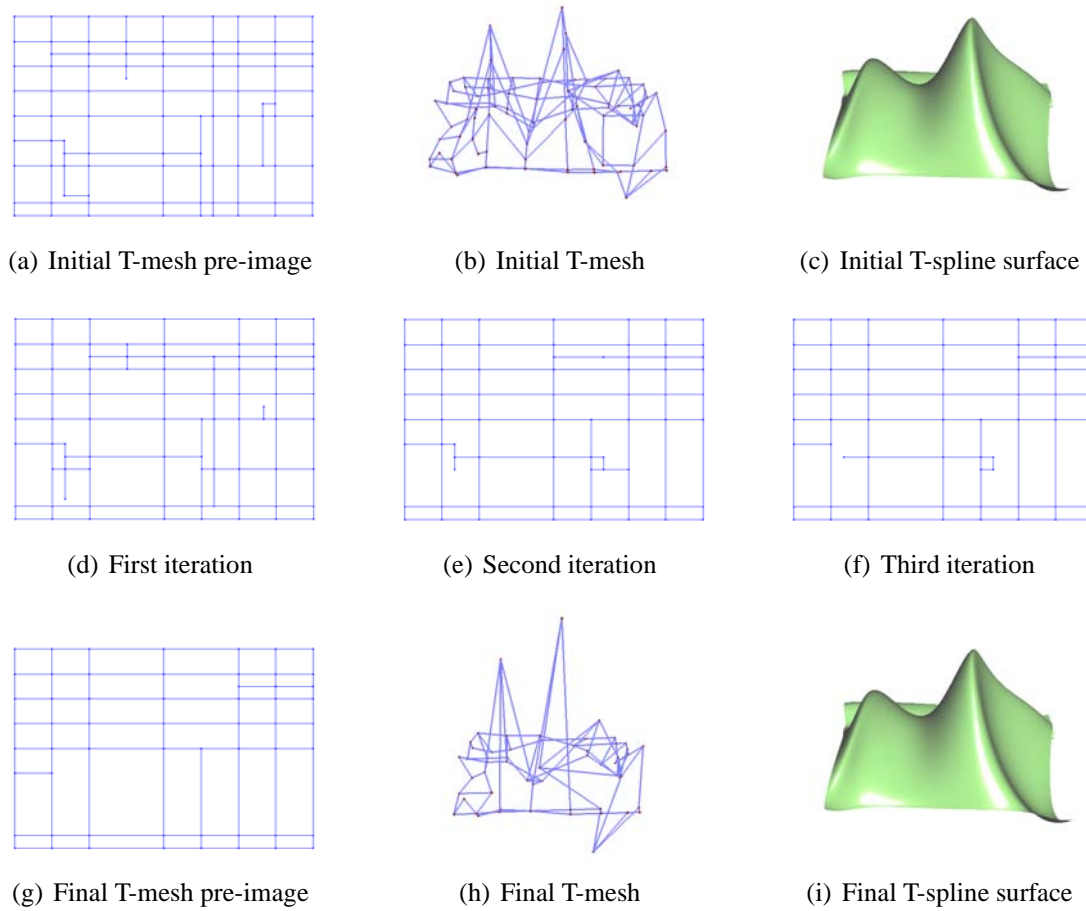 (a) Initial T-mesh pre-image
(b) Initial T-mesh
(c) Initial T-spline surface
(d) First iteration
(e) Second iteration
(f) Third iteration
(g) Final T-mesh pre-image
(h) Final T-mesh
(i) Final T-spline surface